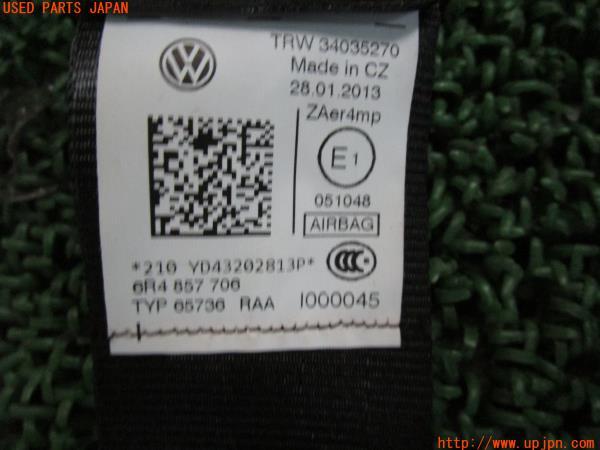 USED PARTS JAPAN
TRW 34035270
Made in CZ
28.01.2013
ZAer4mp
E1
051048
AIRBAG
*210 YD43202813P*
CCC
6R4 857 706
TYP 65736 RAA I000045
http://www.upjpn.com/